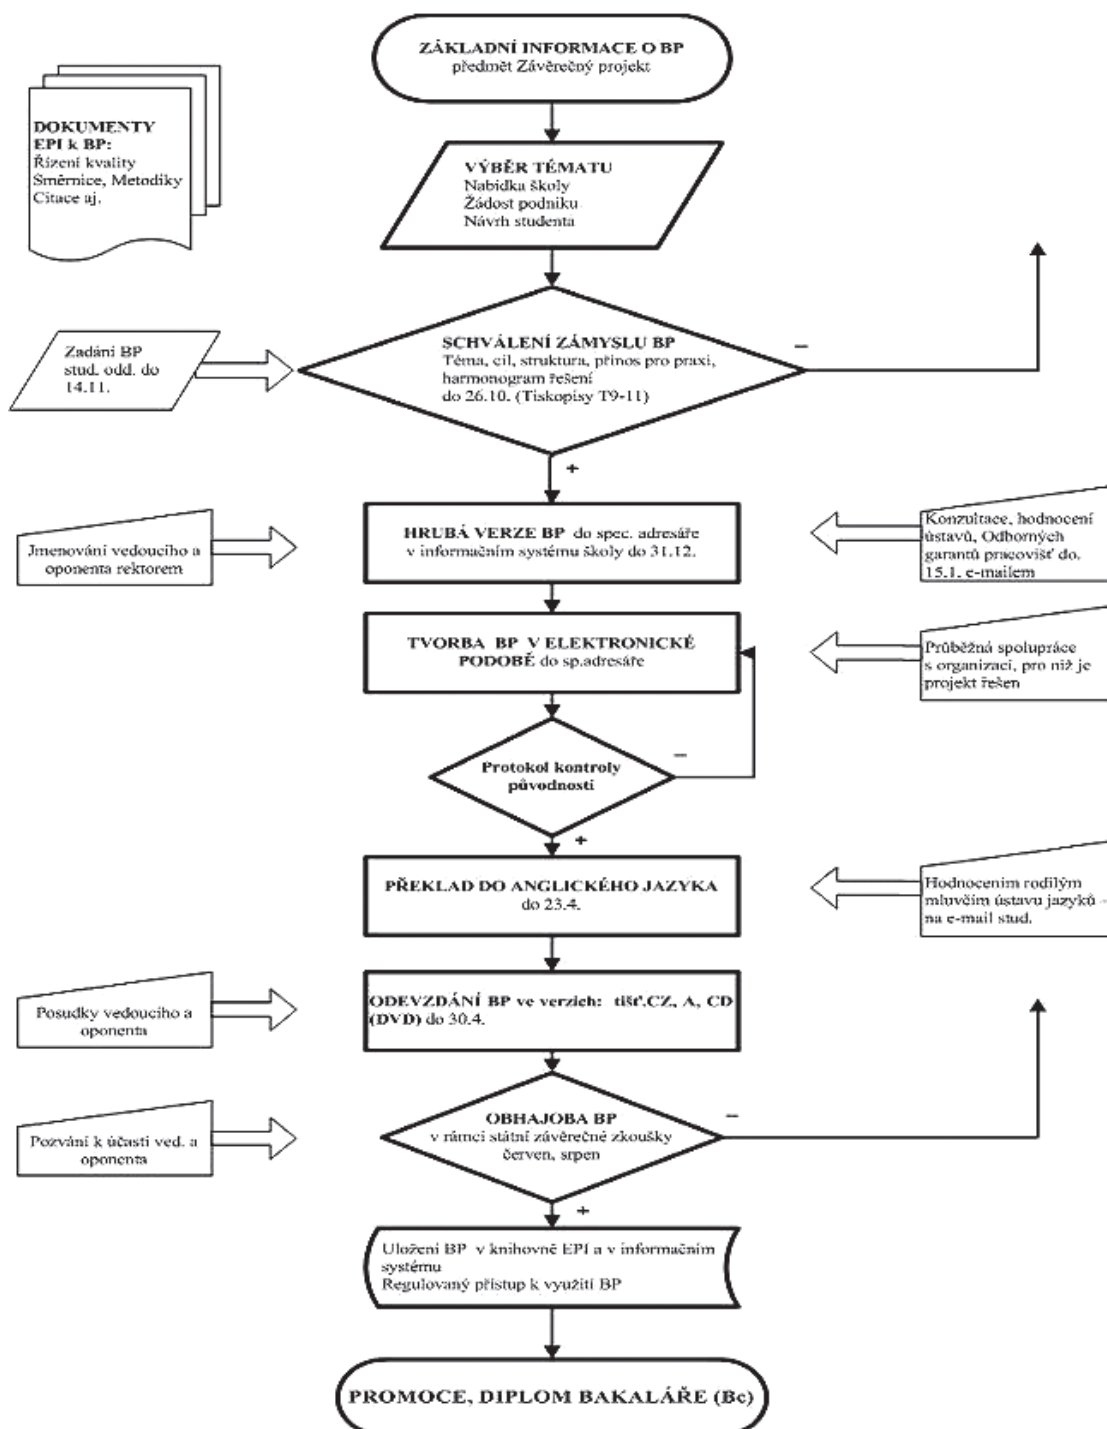 ZÁKLADNÍ INFORMACE O BP
předmět Závěrečný projekt
DOKUMENTY
EPI k BP:
Řízení kvality
Směrnice, Metodiky
Citace aj.
VÝBĚR TÉMATU
Nabídka školy
Žádost podniku
Návrh studenta
SCHVÁLENÍ ZÁMYSLU BP
Téma, cíl, struktura, přínos pro praxi,
harmonogram řešení
do 26.10. (Tiskopisy T9-11)
–
Zadání BP
stud. odd. do
14.11.
+
HRUBÁ VERZE BP do spec. adresáře
v informačním systému školy do 31.12.
Jmenování vedoucího a
oponenta rektorem
Konzultace, hodnocení
ústavů, Odborných
garantů pracovišť do.
15.1. e-mailem
TVORBA BP V ELEKTRONICKÉ
PODOBĚ do sp.adresáře
Průběžná spolupráce
s organizací, pro niž je
projekt řešen
Protokol kontroly
původnosti
–
+
PŘEKLAD DO ANGLICKÉHO JAZYKA
do 23.4.
Hodnocením rodilým
mluvčím ústavu jazyků –
na e-mail stud.
ODEVZDÁNÍ BP ve verzích: tišť.CZ, A, CD
(DVD) do 30.4.
Posudky vedoucího a
oponenta
OBHAJOBA BP
v rámci státní závěrečné zkoušky
červen, srpen
–
Pozvání k účasti ved. a
oponenta
+
Uložení BP v knihovně EPI a v informačním
systému
Regulovaný přístup k využití BP
PROMOCE, DIPLOM BAKALÁŘE (Bc)